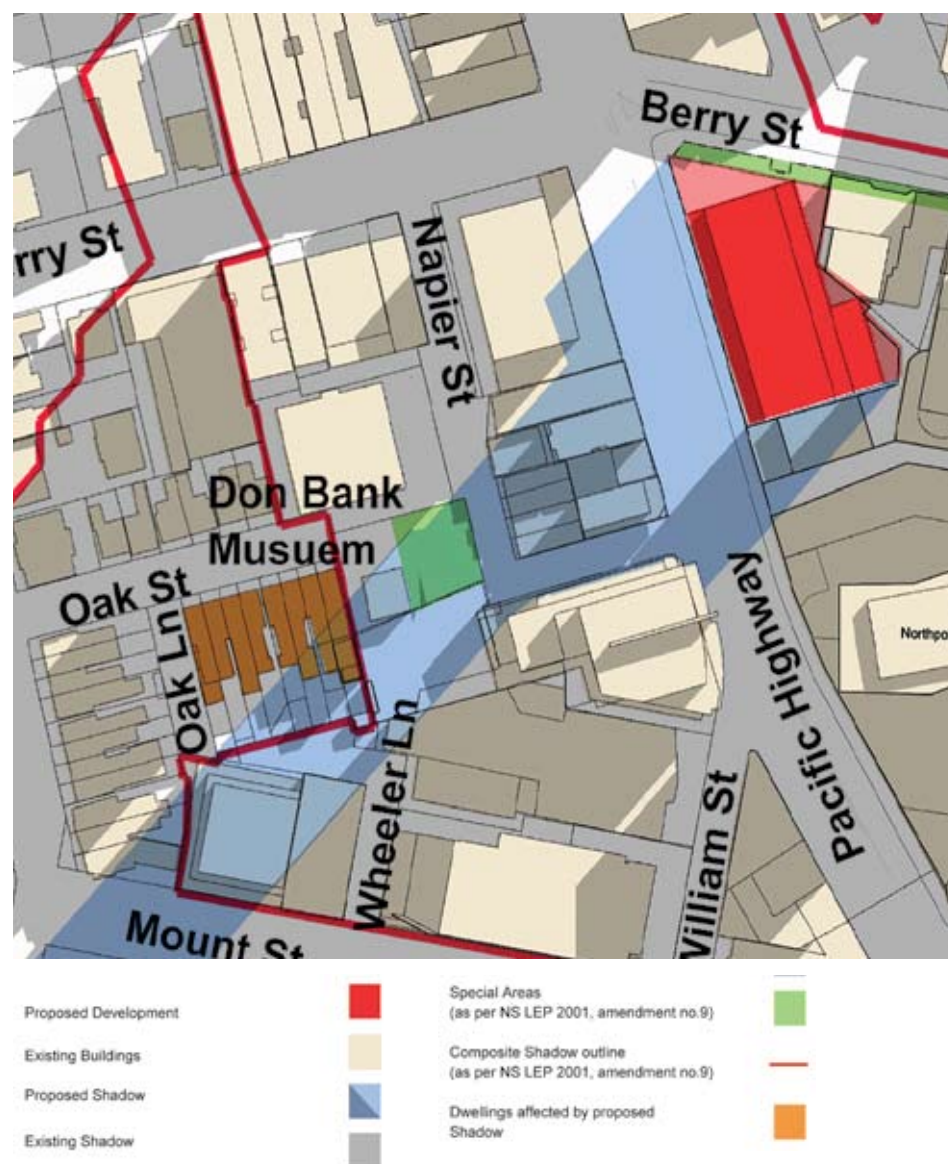 Berry St
rry St
Napier St
Don Bank
Musuem
Oak St
Oak Ln
Wheeler Ln
Pacific Highway
Northpo
William St
Mount St
Proposed Development
Existing Buildings
Proposed Shadow
Existing Shadow
Special Areas
(as per NS LEP 2001, amendment no.9)
Composite Shadow outline
(as per NS LEP 2001, amendment no.9)
Dwellings affected by proposed
Shadow